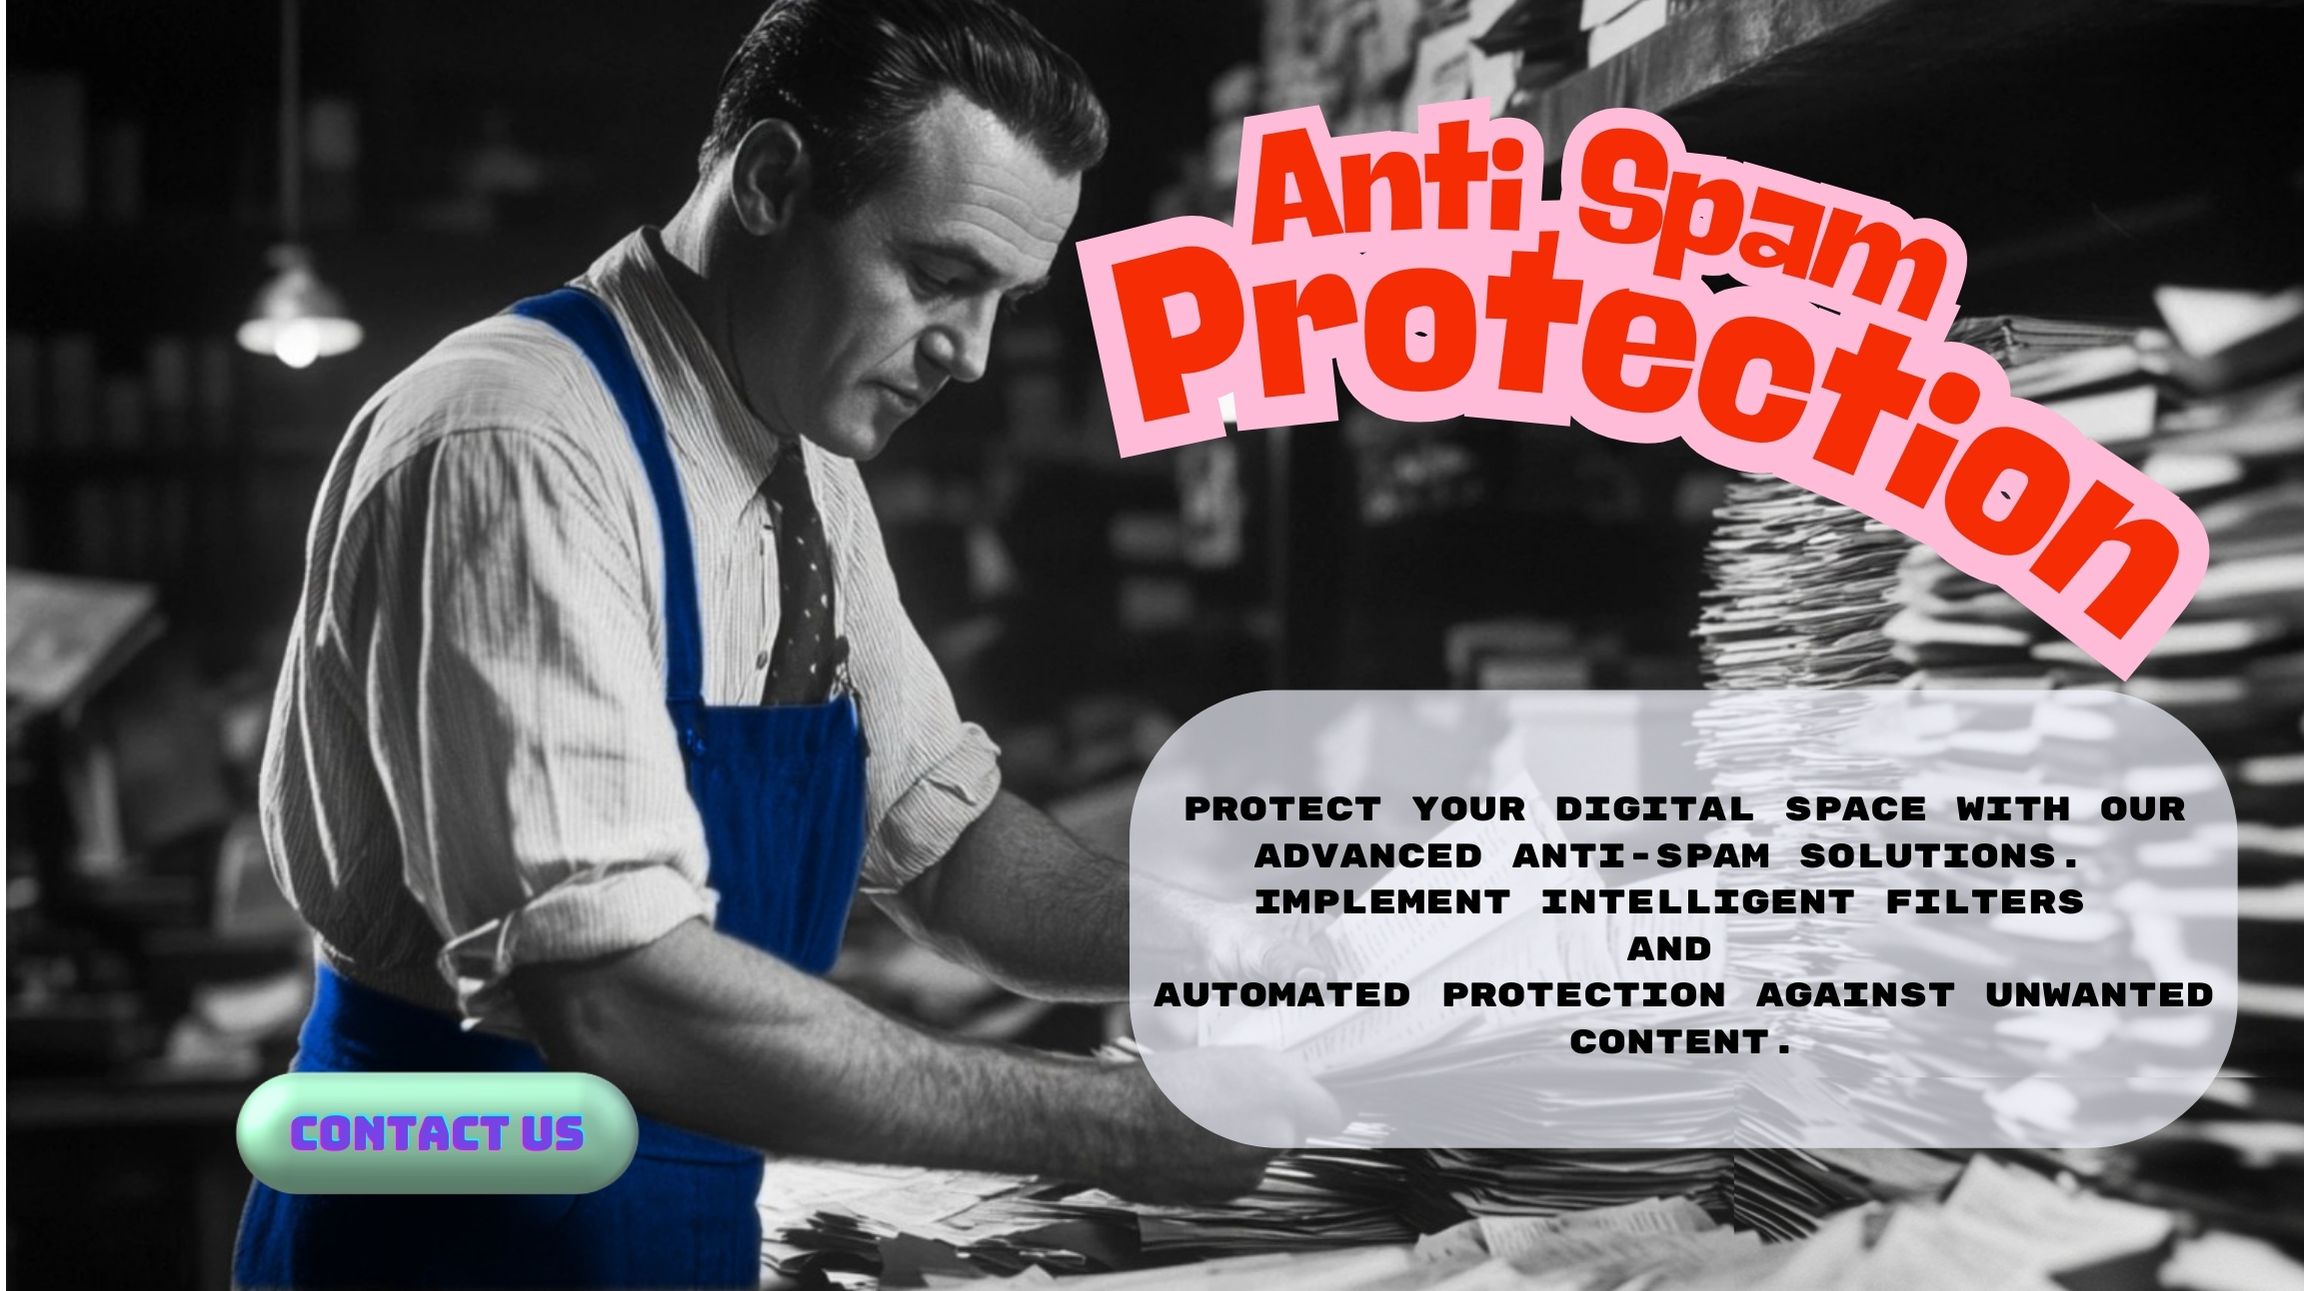 Anti Spam
Protection
PROTECT YOUR DIGITAL SPACE WITH OUR
ADVANCED ANTI-SPAM SOLUTIONS.
IMPLEMENT INTELLIGENT FILTERS
AND
AUTOMATED PROTECTION AGAINST UNWANTED
CONTENT.
CONTACT US